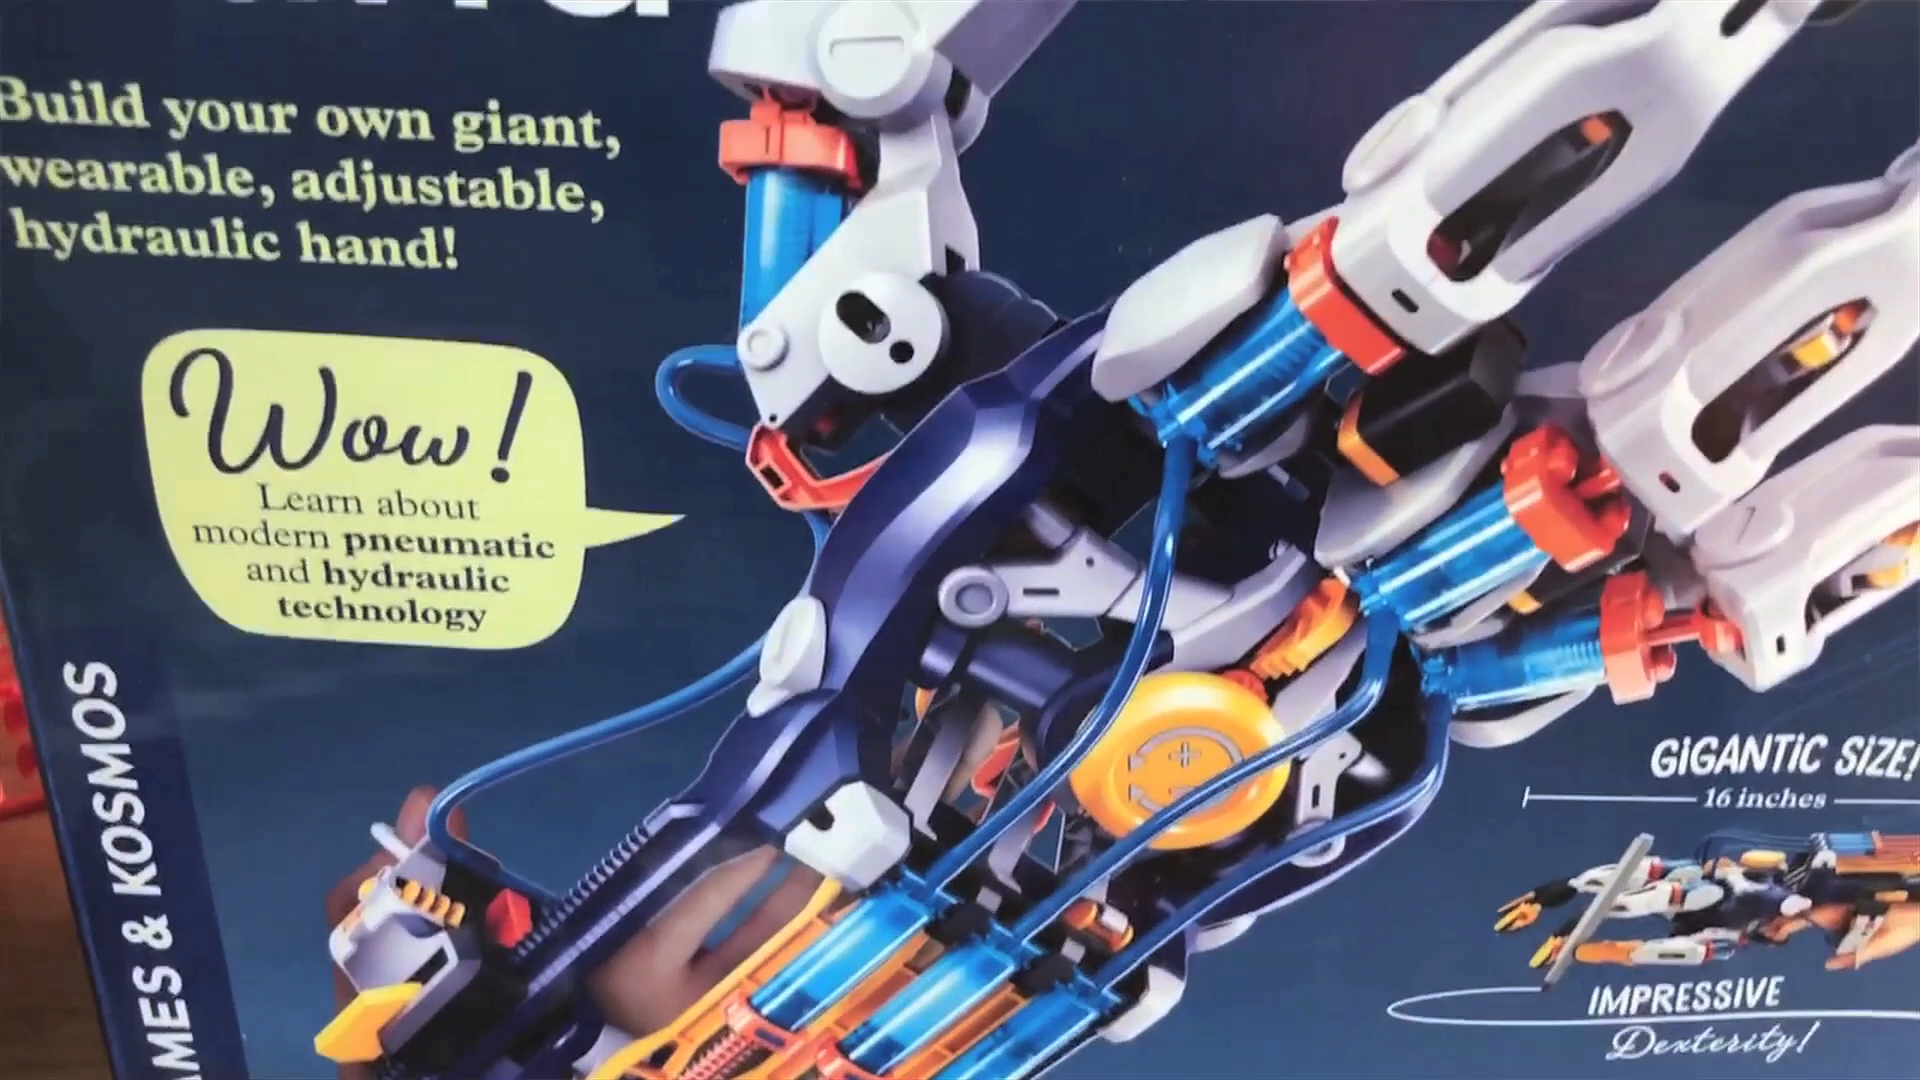 Build your own giant,
wearable, adjustable,
hydraulic hand!
Wow!
Learn about
modern pneumatic
and hydraulic
technology
AMES & KOSMOS
GiGANTiC SiZE!
16 inches
IMPRESSIVE
Dexterity!